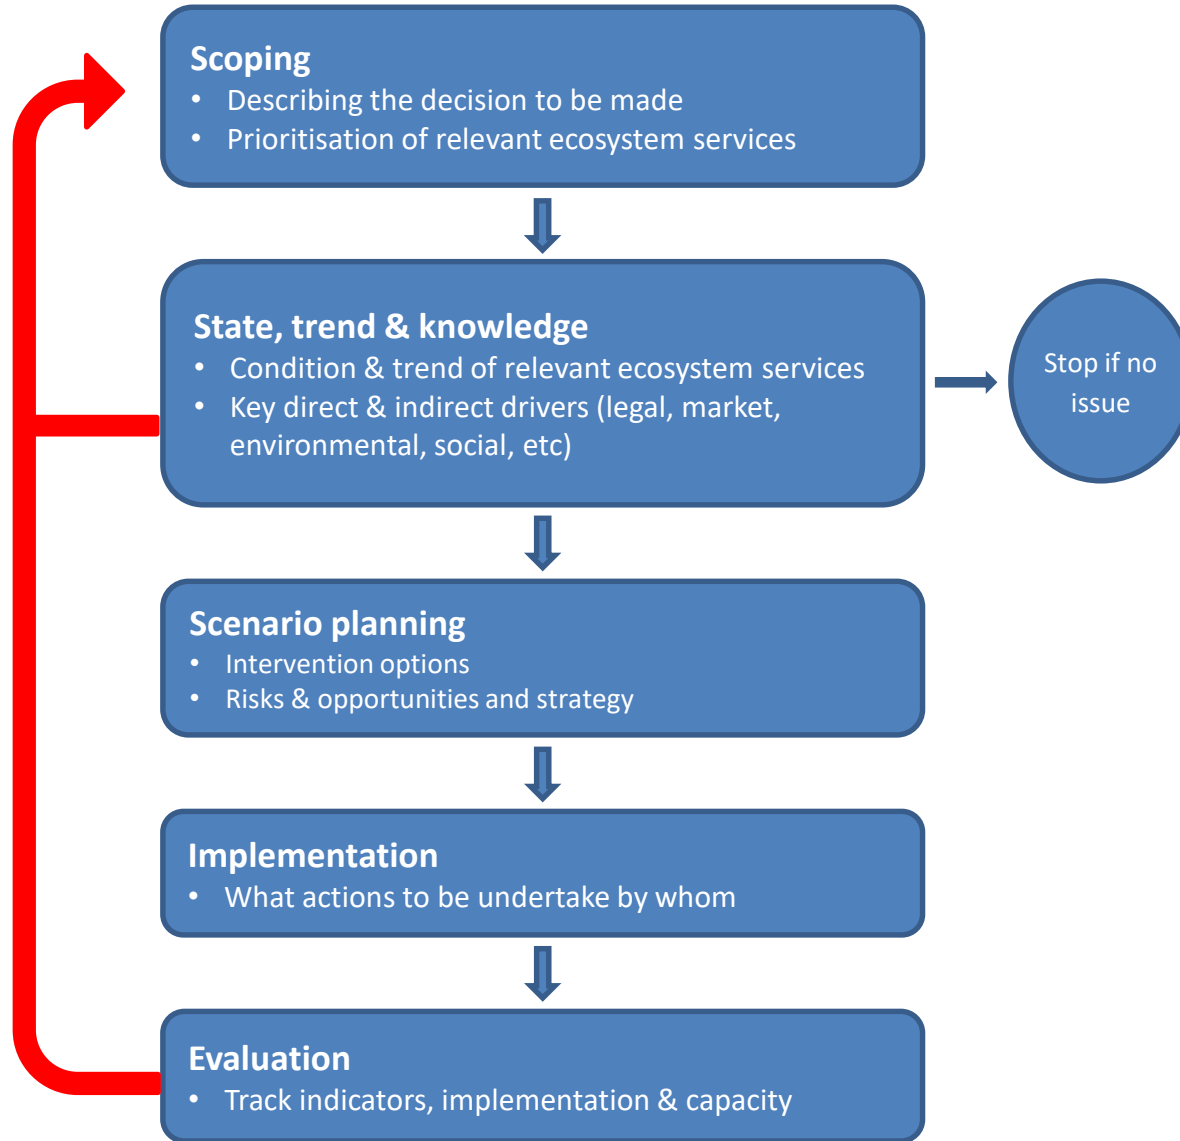 Scoping
• Describing the decision to be made
• Prioritisation of relevant ecosystem services
State, trend & knowledge
• Condition & trend of relevant ecosystem services
• Key direct & indirect drivers (legal, market,
environmental, social, etc)
Stop if no
issue
Scenario planning
• Intervention options
• Risks & opportunities and strategy
Implementation
• What actions to be undertake by whom
Evaluation
• Track indicators, implementation & capacity